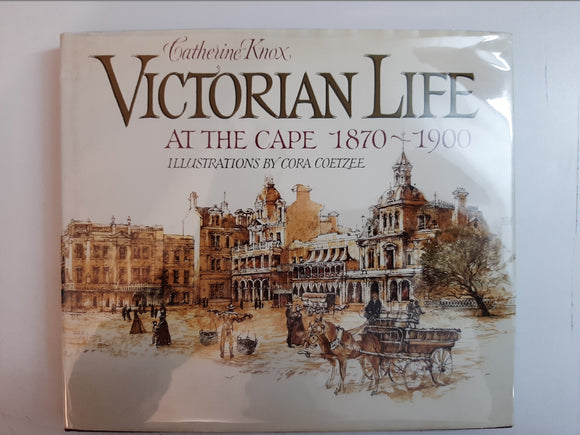 Catherine Knox
VICTORIAN LIFE
AT THE CAPE 1870~1900
ILLUSTRATIONS BY CORA COETZEE